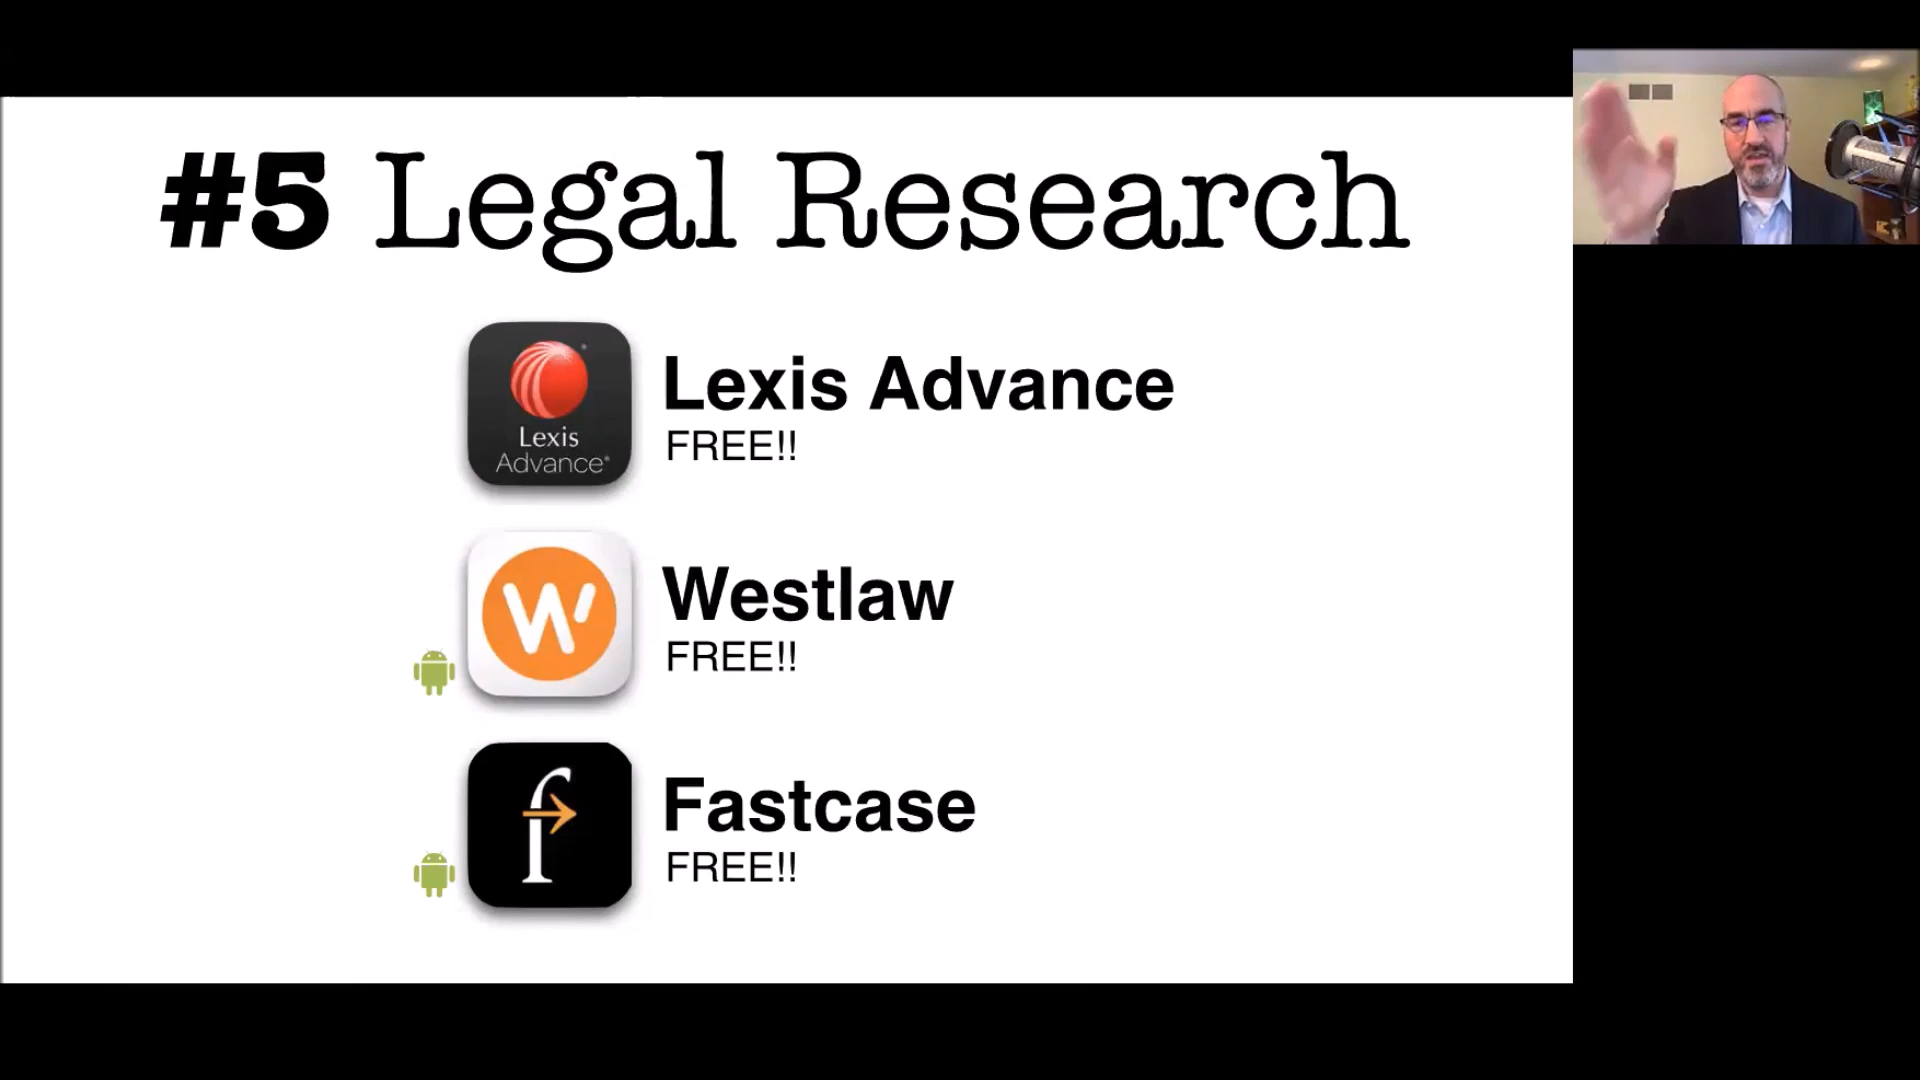 #5 Legal Research
Lexis
Advance®
Lexis Advance
FREE!!
W
Westlaw
FREE!!
f
Fastcase
FREE!!